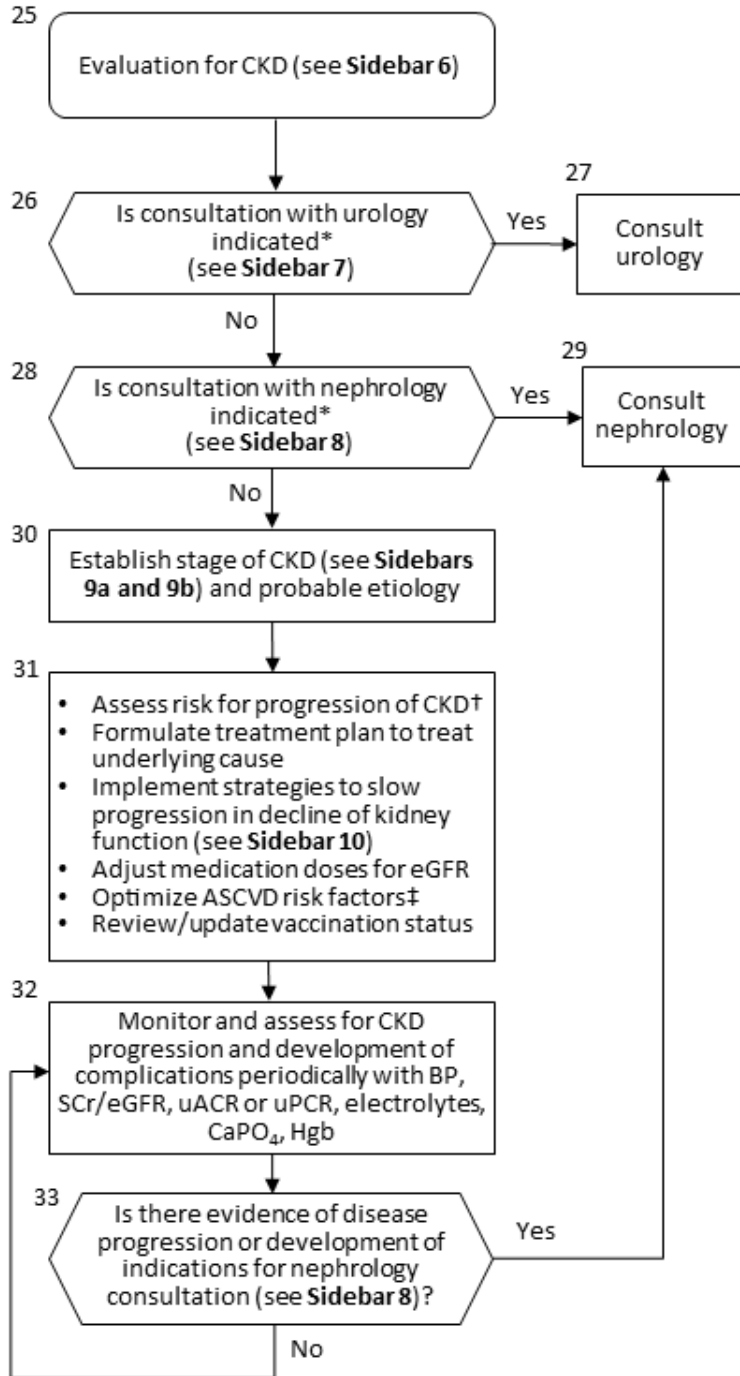 25
Evaluation for CKD (see Sidebar 6)
26
Is consultation with urology
indicated*
(see Sidebar 7)
Yes
27
Consult
urology
No
28
Is consultation with nephrology
indicated*
(see Sidebar 8)
Yes
29
Consult
nephrology
No
30
Establish stage of CKD (see Sidebars
9a and 9b) and probable etiology
31
• Assess risk for progression of CKD†
• Formulate treatment plan to treat
underlying cause
• Implement strategies to slow
progression in decline of kidney
function (see Sidebar 10)
• Adjust medication doses for eGFR
• Optimize ASCVD risk factors‡
• Review/update vaccination status
32
Monitor and assess for CKD
progression and development of
complications periodically with BP,
SCr/eGFR, uACR or uPCR, electrolytes,
CaPO₄, Hgb
33
Is there evidence of disease
progression or development of
indications for nephrology
consultation (see Sidebar 8)?
Yes
No